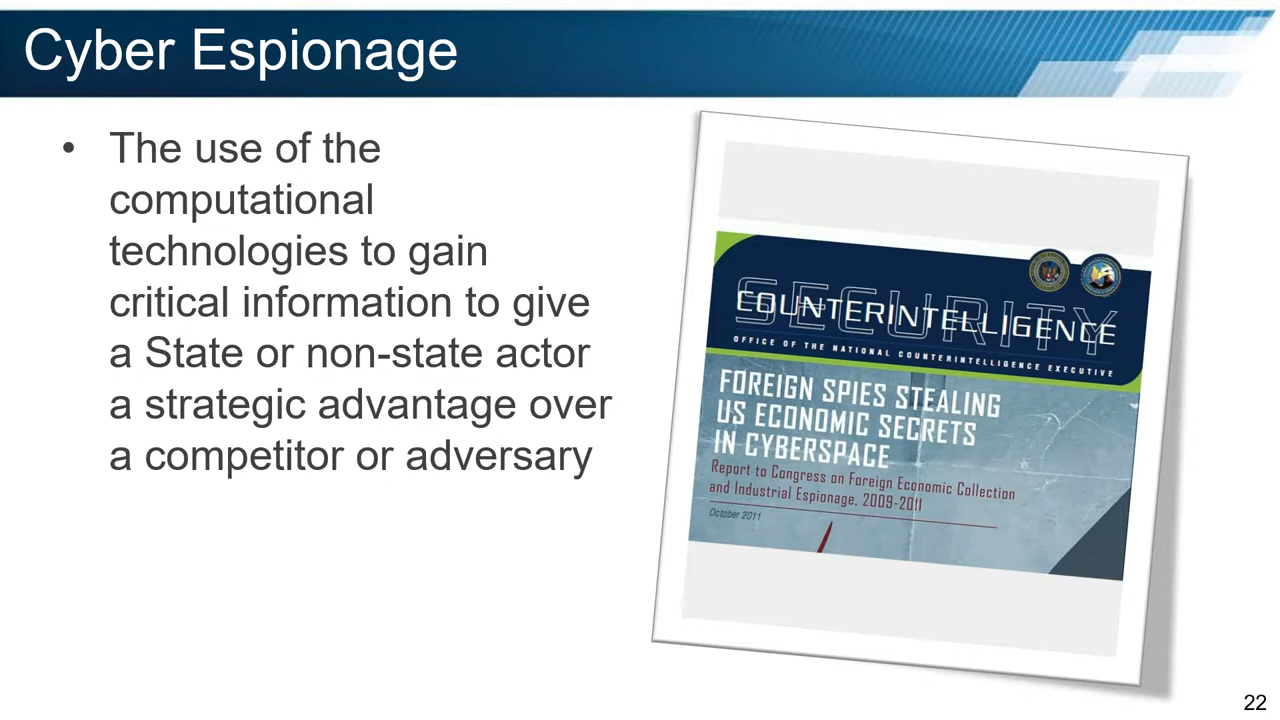 Cyber Espionage
• The use of the
computational
technologies to gain
critical information to give
a State or non-state actor
a strategic advantage over
a competitor or adversary
SECURITY
COUNTERINTELLIGENCE
OFFICE OF THE NATIONAL COUNTERINTELLIGENCE EXECUTIVE
FOREIGN SPIES STEALING
US ECONOMIC SECRETS
IN CYBERSPACE
Report to Congress on Foreign Economic Collection
and Industrial Espionage, 2009-2011
October 2011
22